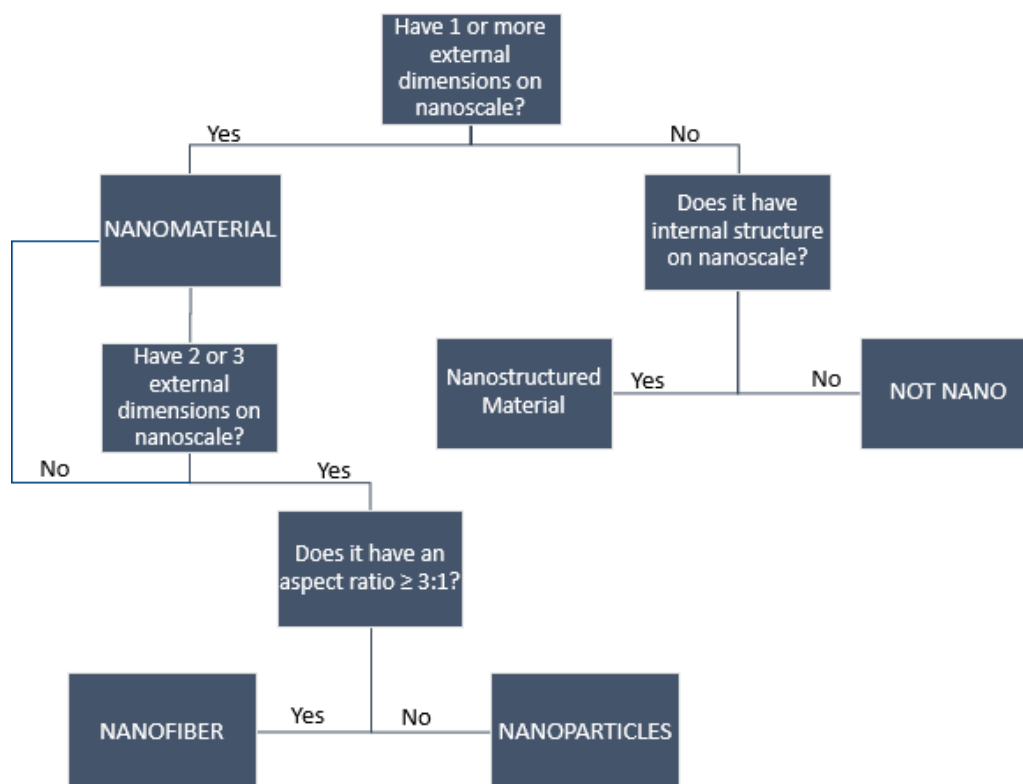 Have 1 or more
external
dimensions on
nanoscale?
Yes
No
NANOMATERIAL
Does it have
internal structure
on nanoscale?
Have 2 or 3
external
dimensions on
nanoscale?
Nanostructured
Material
Yes
No
NOT NANO
No
Yes
Does it have an
aspect ratio ≥ 3:1?
NANOFIBER
Yes
No
NANOPARTICLES